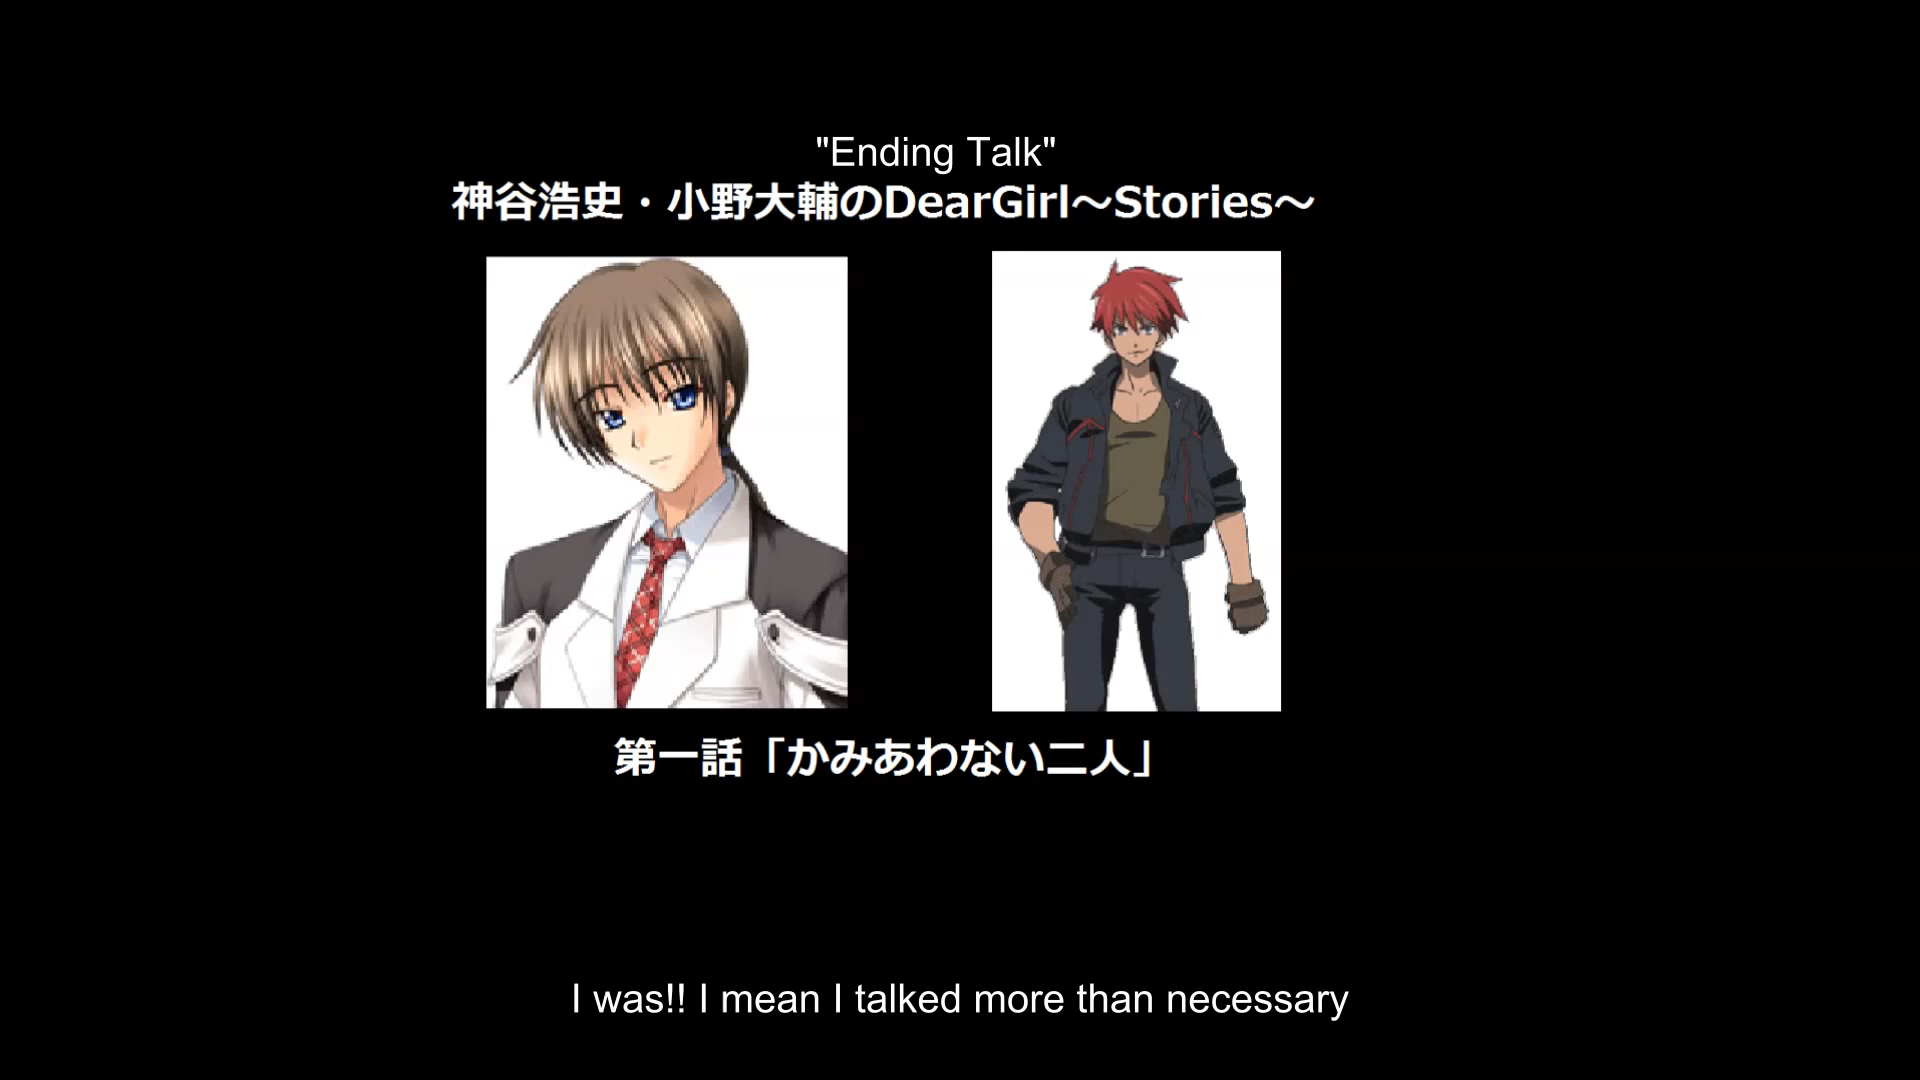 "Ending Talk"
神谷浩史・小野大輔のDearGirl～Stories～
第一話「かみあわない二人」
I was!! I mean I talked more than necessary